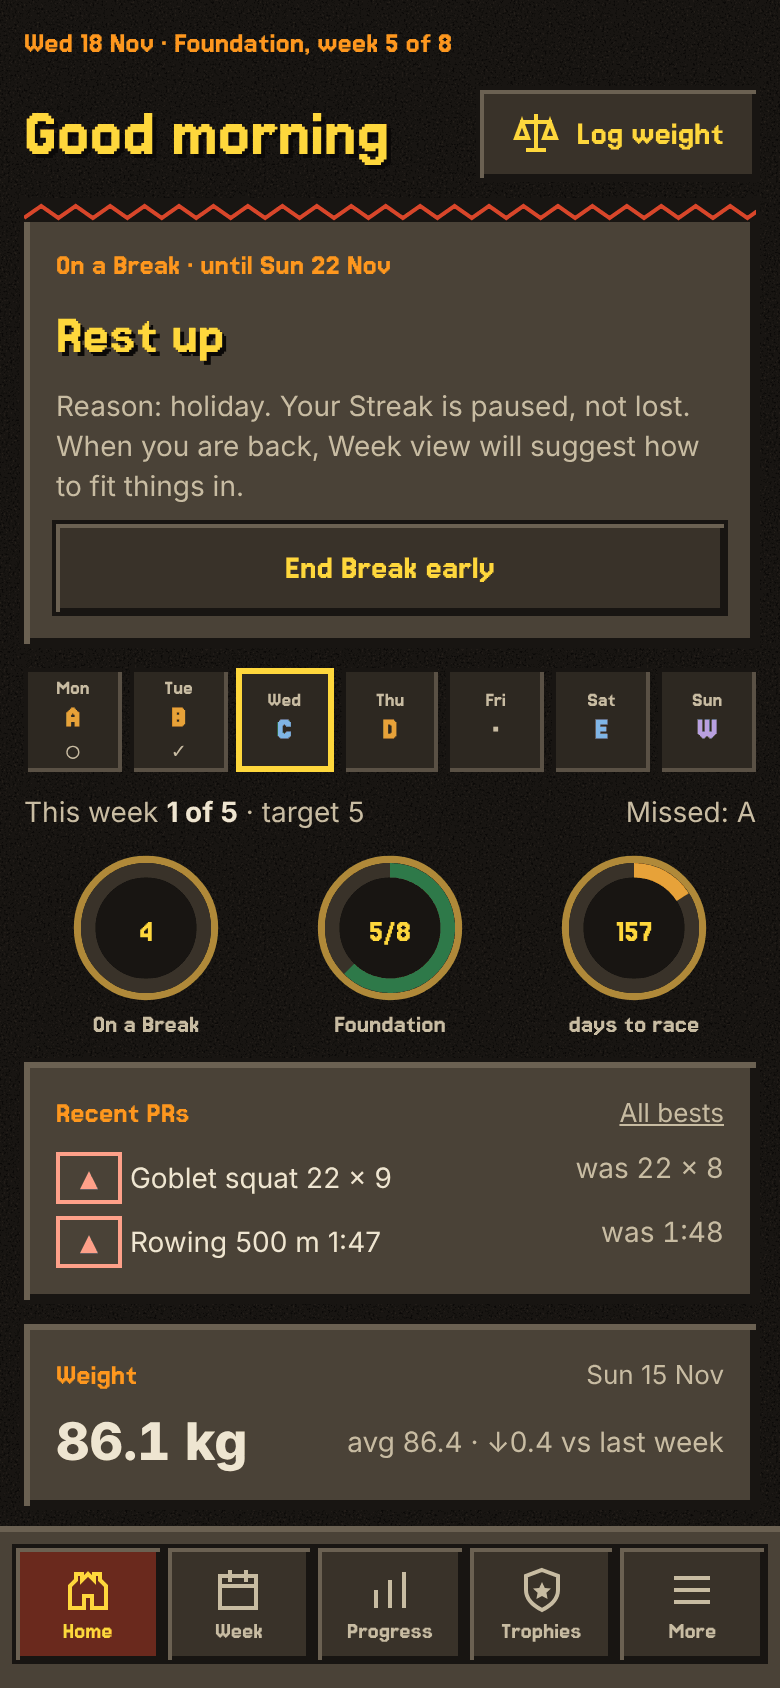 Wed 18 Nov · Foundation, week 5 of 8
Good morning
Log weight
On a Break · until Sun 22 Nov
Rest up
Reason: holiday. Your Streak is paused, not lost.
When you are back, Week view will suggest how
to fit things in.
End Break early
Mon Tue Wed Thu Fri Sat Sun
A B C D · E W
○ ✓
This week 1 of 5 · target 5 Missed: A
4 5/8 157
On a Break Foundation days to race
Recent PRs All bests
▲ Goblet squat 22 × 9 was 22 × 8
▲ Rowing 500 m 1:47 was 1:48
Weight Sun 15 Nov
86.1 kg avg 86.4 · ↓0.4 vs last week
Home Week Progress Trophies More